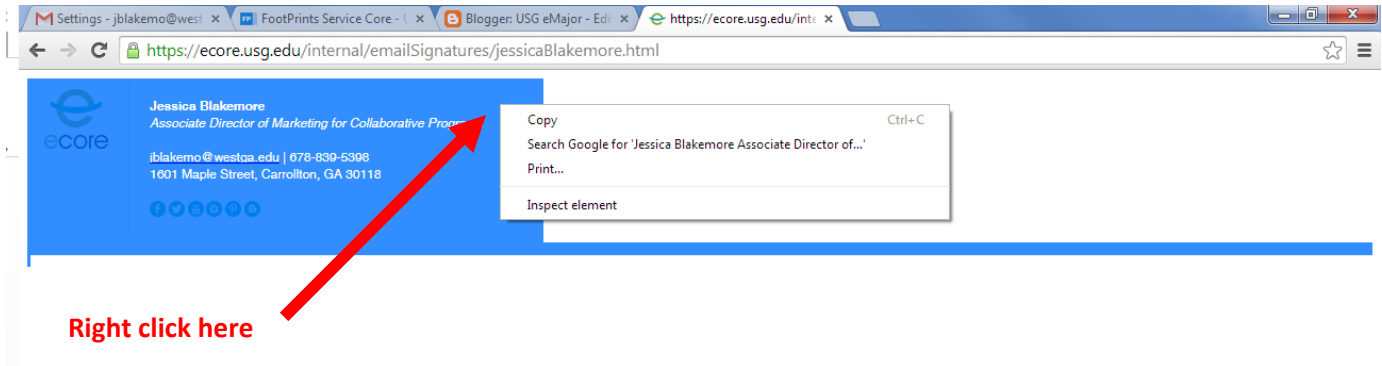 Settings - jblakemo@west
FootPrints Service Core - 
Blogger: USG eMajor - Edi
https://ecore.usg.edu/inte
https://ecore.usg.edu/internal/emailSignatures/jessicaBlakemore.html
ecore
Jessica Blakemore
Associate Director of Marketing for Collaborative Progr
jblakemo@westga.edu | 678-839-5398
1601 Maple Street, Carrollton, GA 30118
Copy Ctrl+C
Search Google for 'Jessica Blakemore Associate Director of...'
Print...
Inspect element
Right click here